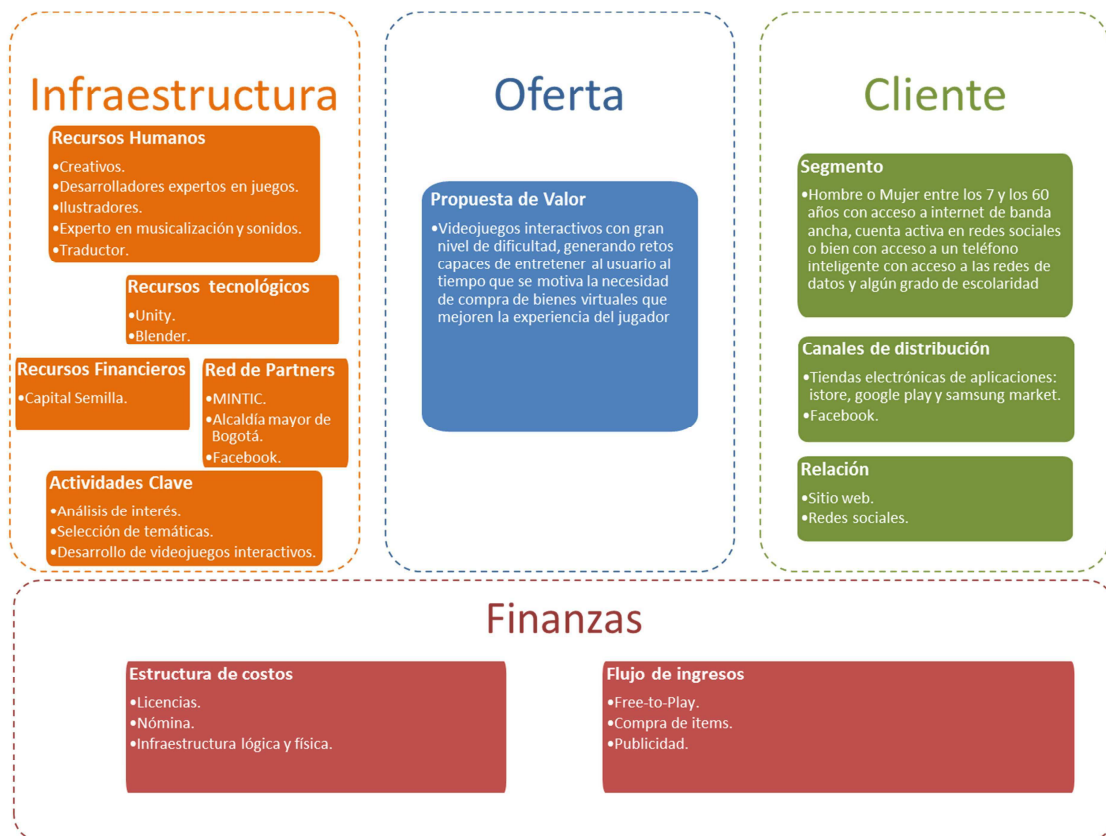 Infraestructura
Recursos Humanos
•Creativos.
•Desarrolladores expertos en juegos.
•Ilustradores.
•Experto en musicalización y sonidos.
•Traductor.
Recursos tecnológicos
•Unity.
•Blender.
Recursos Financieros
•Capital Semilla.
Red de Partners
•MINTIC.
•Alcaldía mayor de
Bogotá.
•Facebook.
Actividades Clave
•Análisis de interés.
•Selección de temáticas.
•Desarrollo de videojuegos interactivos.
Oferta
Propuesta de Valor
•Videojuegos interactivos con gran
nivel de dificultad, generando retos
capaces de entretener al usuario al
tiempo que se motiva la necesidad
de compra de bienes virtuales que
mejoren la experiencia del jugador
Cliente
Segmento
•Hombre o Mujer entre los 7 y los 60
años con acceso a internet de banda
ancha, cuenta activa en redes sociales
o bien con acceso a un teléfono
inteligente con acceso a las redes de
datos y algún grado de escolaridad
Canales de distribución
•Tiendas electrónicas de aplicaciones:
istore, google play y samsung market.
•Facebook.
Relación
•Sitio web.
•Redes sociales.
Finanzas
Estructura de costos
•Licencias.
•Nómina.
•Infraestructura lógica y física.
Flujo de ingresos
•Free-to-Play.
•Compra de items.
•Publicidad.